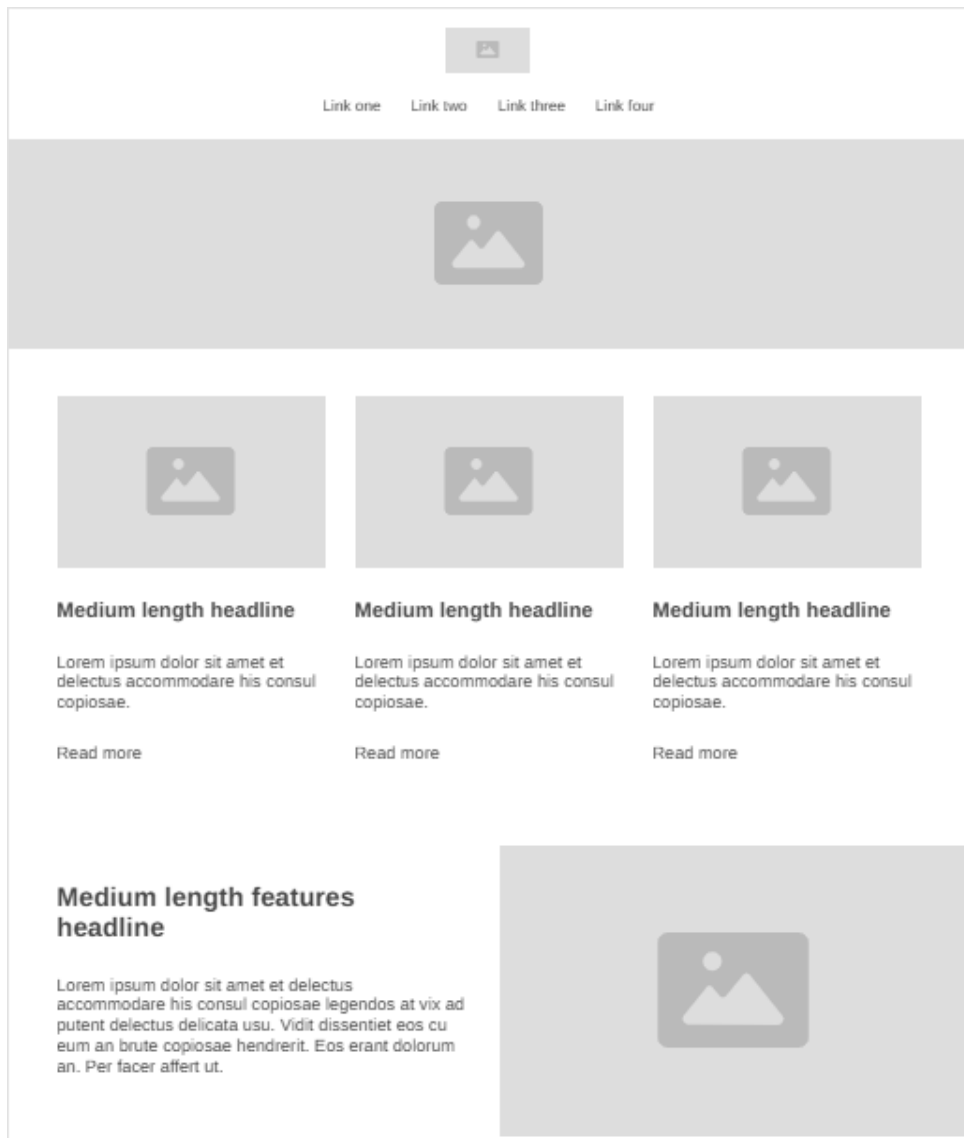 Link one Link two Link three Link four
Medium length headline
Lorem ipsum dolor sit amet et
delectus accommodare his consul
copiosae.
Read more
Medium length headline
Lorem ipsum dolor sit amet et
delectus accommodare his consul
copiosae.
Read more
Medium length headline
Lorem ipsum dolor sit amet et
delectus accommodare his consul
copiosae.
Read more
Medium length features
headline
Lorem ipsum dolor sit amet et delectus
accommodare his consul copiosae legendos at vix ad
putent delectus delicata usu. Vidit dissentiet eos cu
eum an brute copiosae hendrerit. Eos erant dolorum
an. Per facer affert ut.